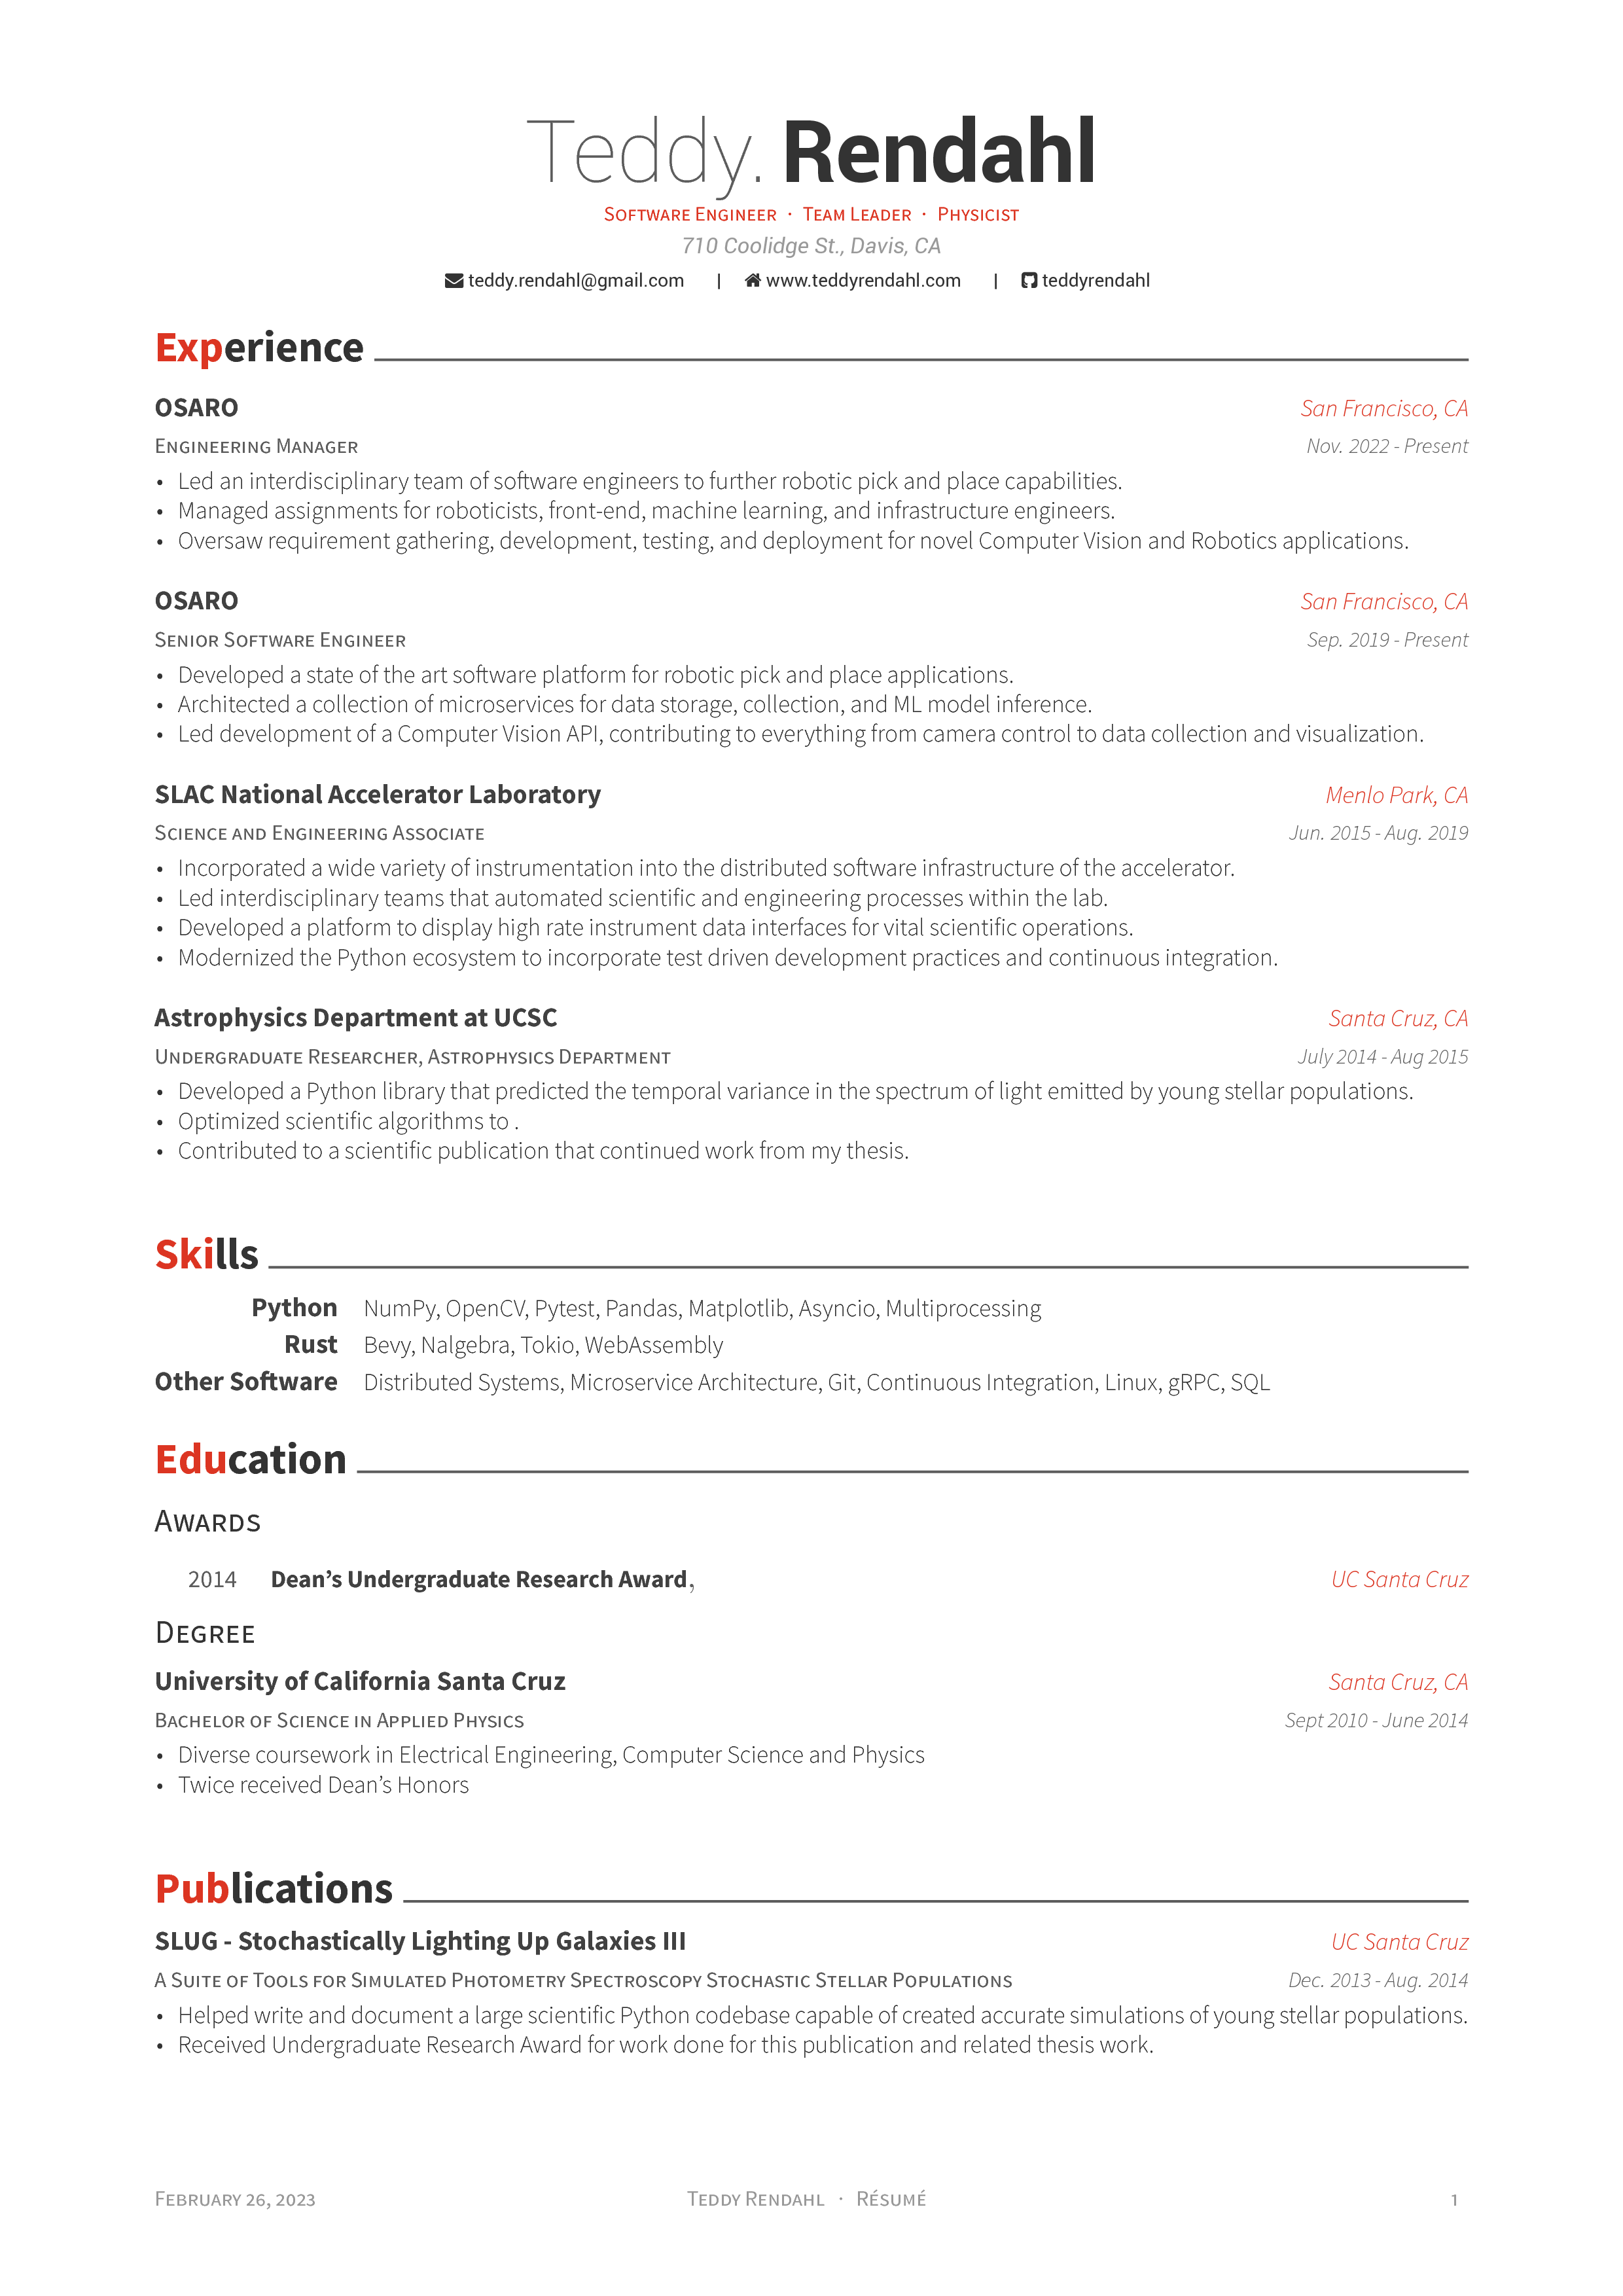 Teddy. Rendahl
Software Engineer · Team Leader · Physicist
710 Coolidge St., Davis, CA
teddy.rendahl@gmail.com | www.teddyrendahl.com | teddyrendahl
Experience
OSARO San Francisco, CA
Engineering Manager Nov. 2022 - Present
• Led an interdisciplinary team of software engineers to further robotic pick and place capabilities.
• Managed assignments for roboticists, front-end, machine learning, and infrastructure engineers.
• Oversaw requirement gathering, development, testing, and deployment for novel Computer Vision and Robotics applications.
OSARO San Francisco, CA
Senior Software Engineer Sep. 2019 - Present
• Developed a state of the art software platform for robotic pick and place applications.
• Architected a collection of microservices for data storage, collection, and ML model inference.
• Led development of a Computer Vision API, contributing to everything from camera control to data collection and visualization.
SLAC National Accelerator Laboratory Menlo Park, CA
Science and Engineering Associate Jun. 2015 - Aug. 2019
• Incorporated a wide variety of instrumentation into the distributed software infrastructure of the accelerator.
• Led interdisciplinary teams that automated scientific and engineering processes within the lab.
• Developed a platform to display high rate instrument data interfaces for vital scientific operations.
• Modernized the Python ecosystem to incorporate test driven development practices and continuous integration.
Astrophysics Department at UCSC Santa Cruz, CA
Undergraduate Researcher, Astrophysics Department July 2014 - Aug 2015
• Developed a Python library that predicted the temporal variance in the spectrum of light emitted by young stellar populations.
• Optimized scientific algorithms to .
• Contributed to a scientific publication that continued work from my thesis.
Skills
Python NumPy, OpenCV, Pytest, Pandas, Matplotlib, Asyncio, Multiprocessing
Rust Bevy, Nalgebra, Tokio, WebAssembly
Other Software Distributed Systems, Microservice Architecture, Git, Continuous Integration, Linux, gRPC, SQL
Education
Awards
2014 Dean's Undergraduate Research Award, UC Santa Cruz
Degree
University of California Santa Cruz Santa Cruz, CA
Bachelor of Science in Applied Physics Sept 2010 - June 2014
• Diverse coursework in Electrical Engineering, Computer Science and Physics
• Twice received Dean's Honors
Publications
SLUG - Stochastically Lighting Up Galaxies III UC Santa Cruz
A Suite of Tools for Simulated Photometry Spectroscopy Stochastic Stellar Populations Dec. 2013 - Aug. 2014
• Helped write and document a large scientific Python codebase capable of created accurate simulations of young stellar populations.
• Received Undergraduate Research Award for work done for this publication and related thesis work.
February 26, 2023 Teddy Rendahl · Résumé 1